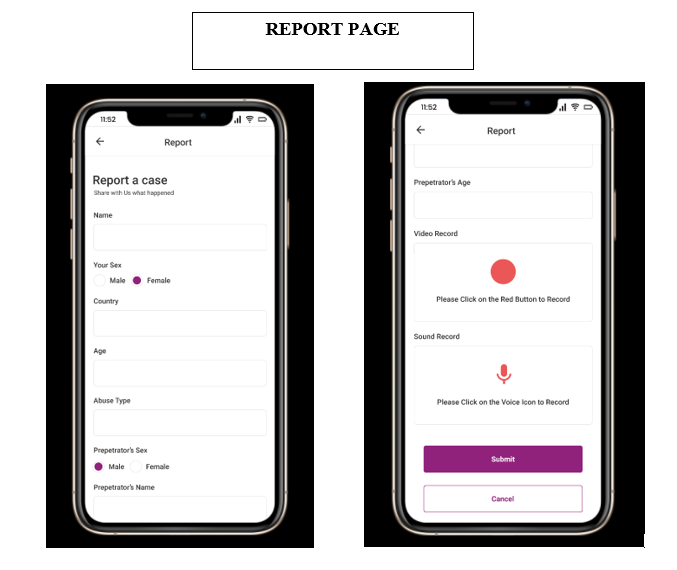 REPORT PAGE
11:52
Report
Report a case
Share with Us what happened
Name
Your Sex
Male Female
Country
Age
Abuse Type
Prepetrator's Sex
Male Female
Prepetrator's Name
11:52
Report
Prepetrator's Age
Video Record
Please Click on the Red Button to Record
Sound Record
Please Click on the Voice Icon to Record
Submit
Cancel